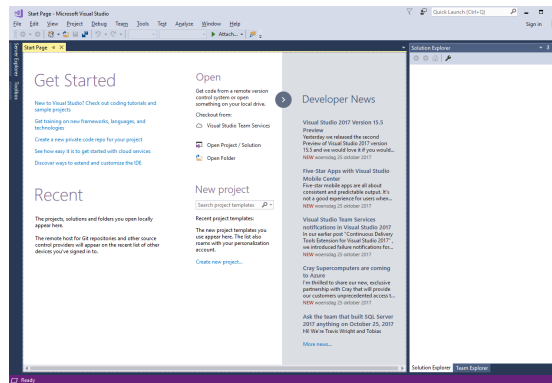 Start Page - Microsoft Visual Studio
Quick Launch (Ctrl+Q)
File Edit View Project Debug Team Tools Test Analyze Window Help
Sign in
Attach...
Server Explorer
Toolbox
Start Page
Get Started
New to Visual Studio? Check out coding tutorials and
sample projects
Get training on new frameworks, languages, and
technologies
Create a new private code repo for your project
See how easy it is to get started with cloud services
Discover ways to extend and customize the IDE
Recent
The projects, solutions and folders you open locally
appear here.
The remote host for Git repositories and other source
control providers will appear on the recent list of other
devices you've signed in to.
Open
Get code from a remote version
control system or open
something on your local drive.
Checkout from:
Visual Studio Team Services
Open Project / Solution
Open Folder
New project
Search project templates
Recent project templates:
The new project templates you
use appear here. The list also
roams with your personalization
account.
Create new project...
Developer News
Visual Studio 2017 Version 15.5
Preview
Yesterday we released the second
Preview of Visual Studio 2017 version
15.5 and we would love it if you would...
NEW woensdag 25 oktober 2017
Five-Star Apps with Visual Studio
Mobile Center
Five-star mobile apps are all about
consistent and predictable output. It's
not a good experience for users when...
NEW woensdag 25 oktober 2017
Visual Studio Team Services
notifications in Visual Studio 2017
In our earlier post "Continuous Delivery
Tools Extension for Visual Studio 2017",
we introduced failure notifications for...
NEW woensdag 25 oktober 2017
Cray Supercomputers are coming
to Azure
I'm thrilled to share our new, exclusive
partnership with Cray that will provide
our customers unprecedented access t...
NEW woensdag 25 oktober 2017
Ask the team that built SQL Server
2017 anything on October 25, 2017
Hi! We're Travis Wright and Tobias
More news...
Solution Explorer
Solution Explorer Team Explorer
Ready